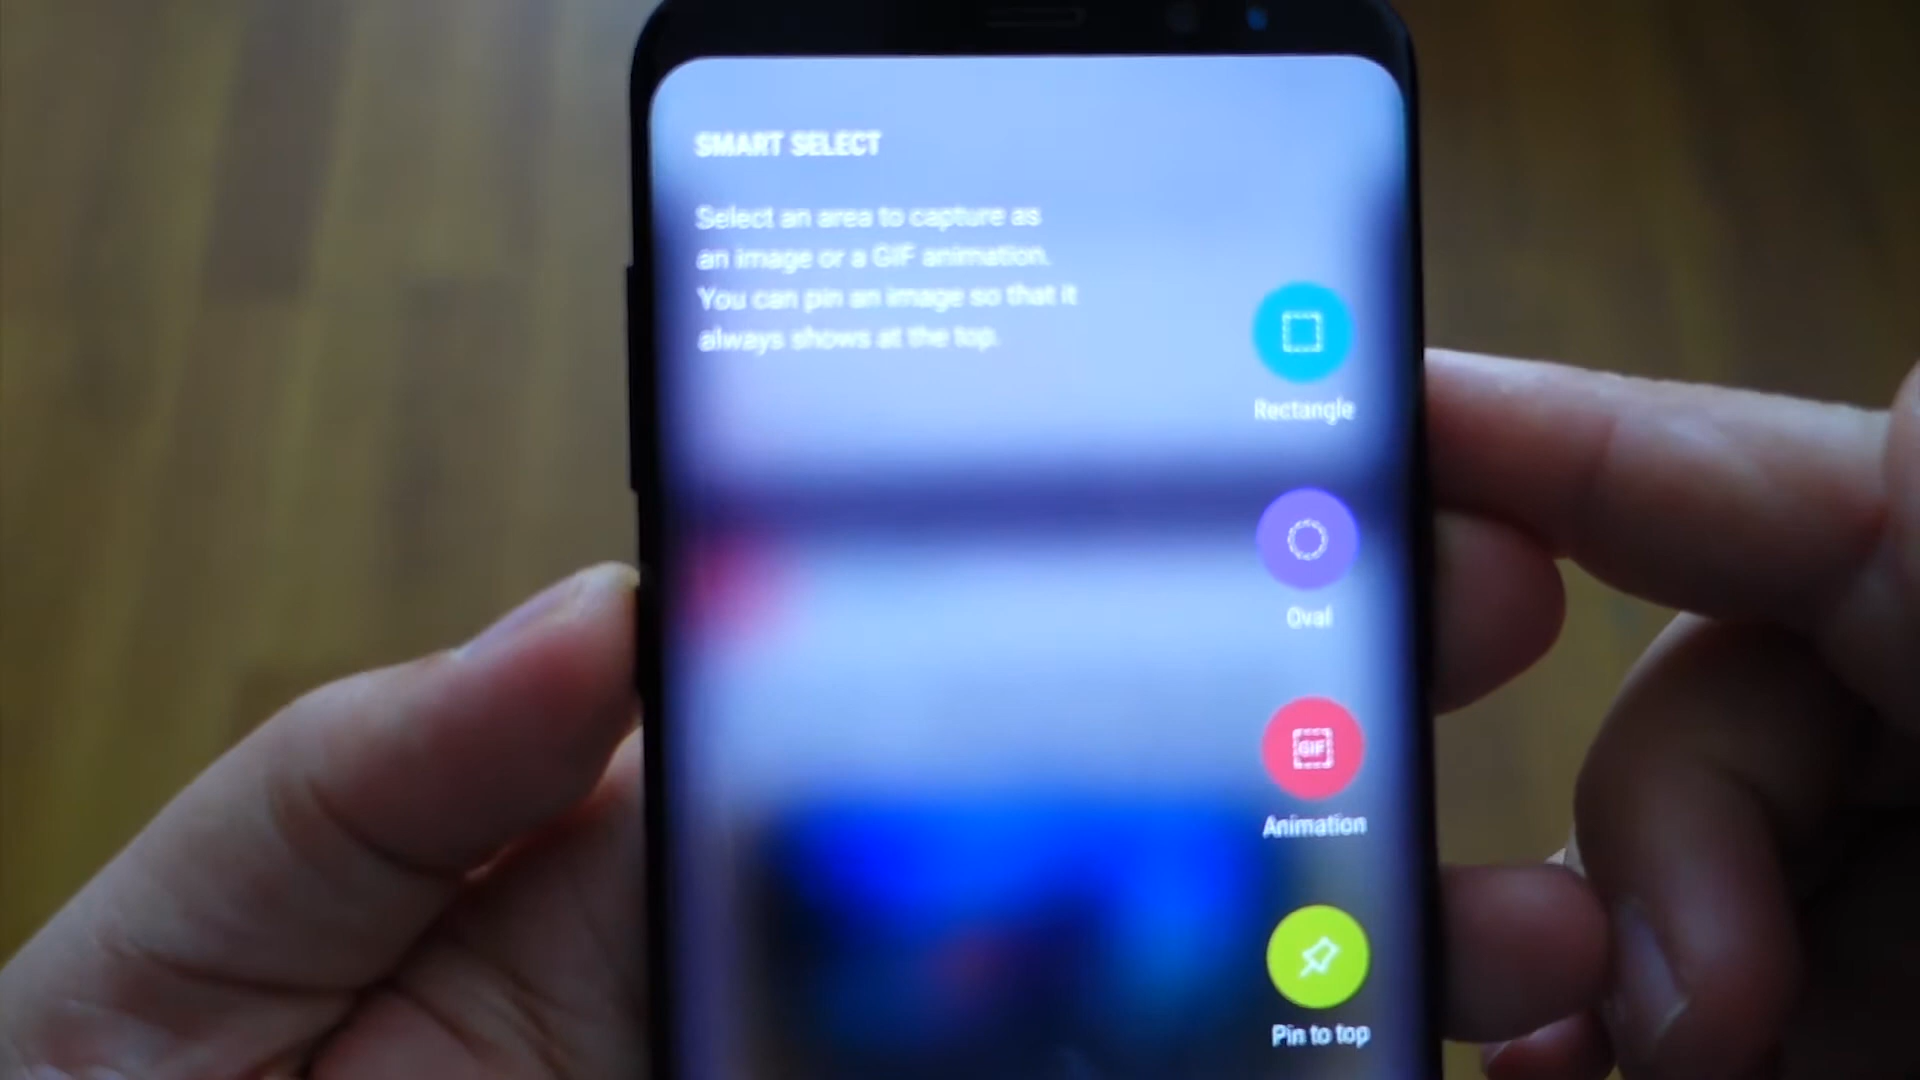 SMART SELECT
Select an area to capture as
an image or a GIF animation.
You can pin an image so that it
always shows at the top.
Rectangle
Oval
GIF
Animation
Pin to top